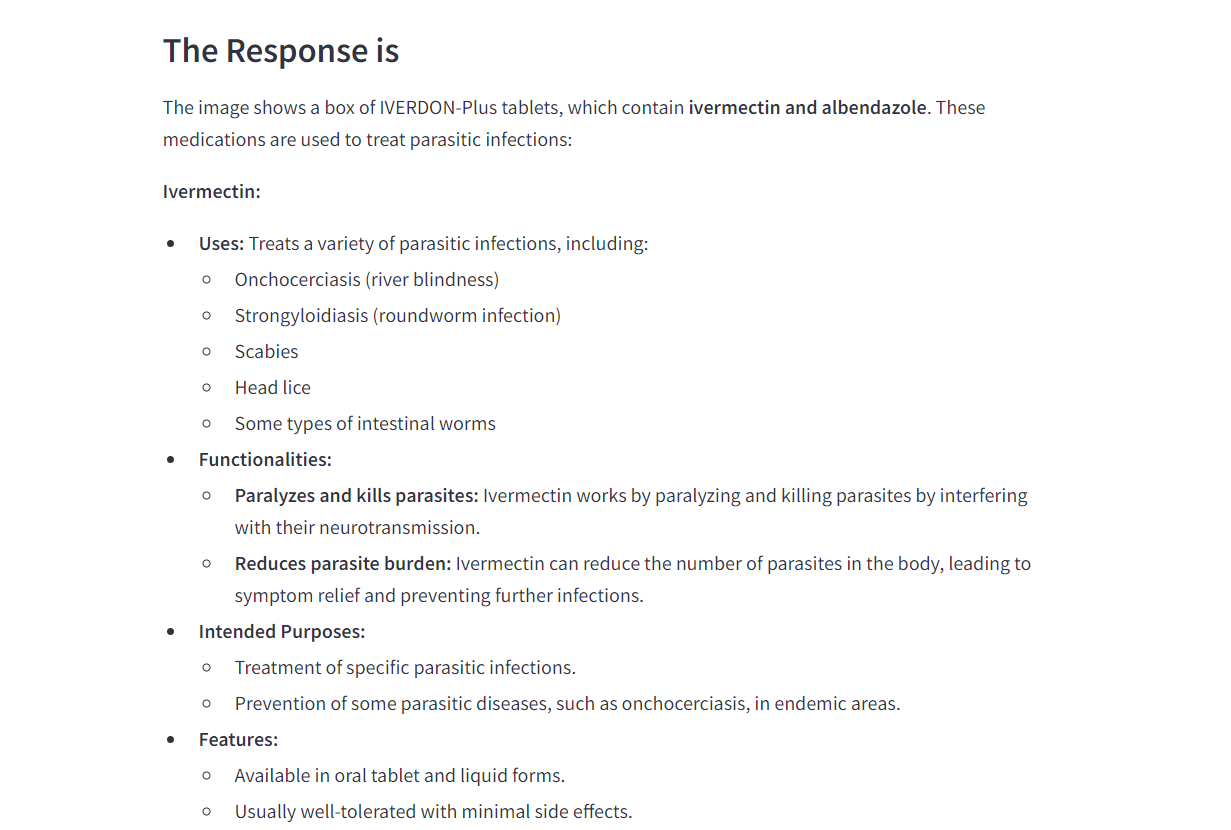 The Response is
The image shows a box of IVERDON-Plus tablets, which contain ivermectin and albendazole. These
medications are used to treat parasitic infections:
Ivermectin:
Uses: Treats a variety of parasitic infections, including:
Onchocerciasis (river blindness)
Strongyloidiasis (roundworm infection)
Scabies
Head lice
Some types of intestinal worms
Functionalities:
Paralyzes and kills parasites: Ivermectin works by paralyzing and killing parasites by interfering
with their neurotransmission.
Reduces parasite burden: Ivermectin can reduce the number of parasites in the body, leading to
symptom relief and preventing further infections.
Intended Purposes:
Treatment of specific parasitic infections.
Prevention of some parasitic diseases, such as onchocerciasis, in endemic areas.
Features:
Available in oral tablet and liquid forms.
Usually well-tolerated with minimal side effects.